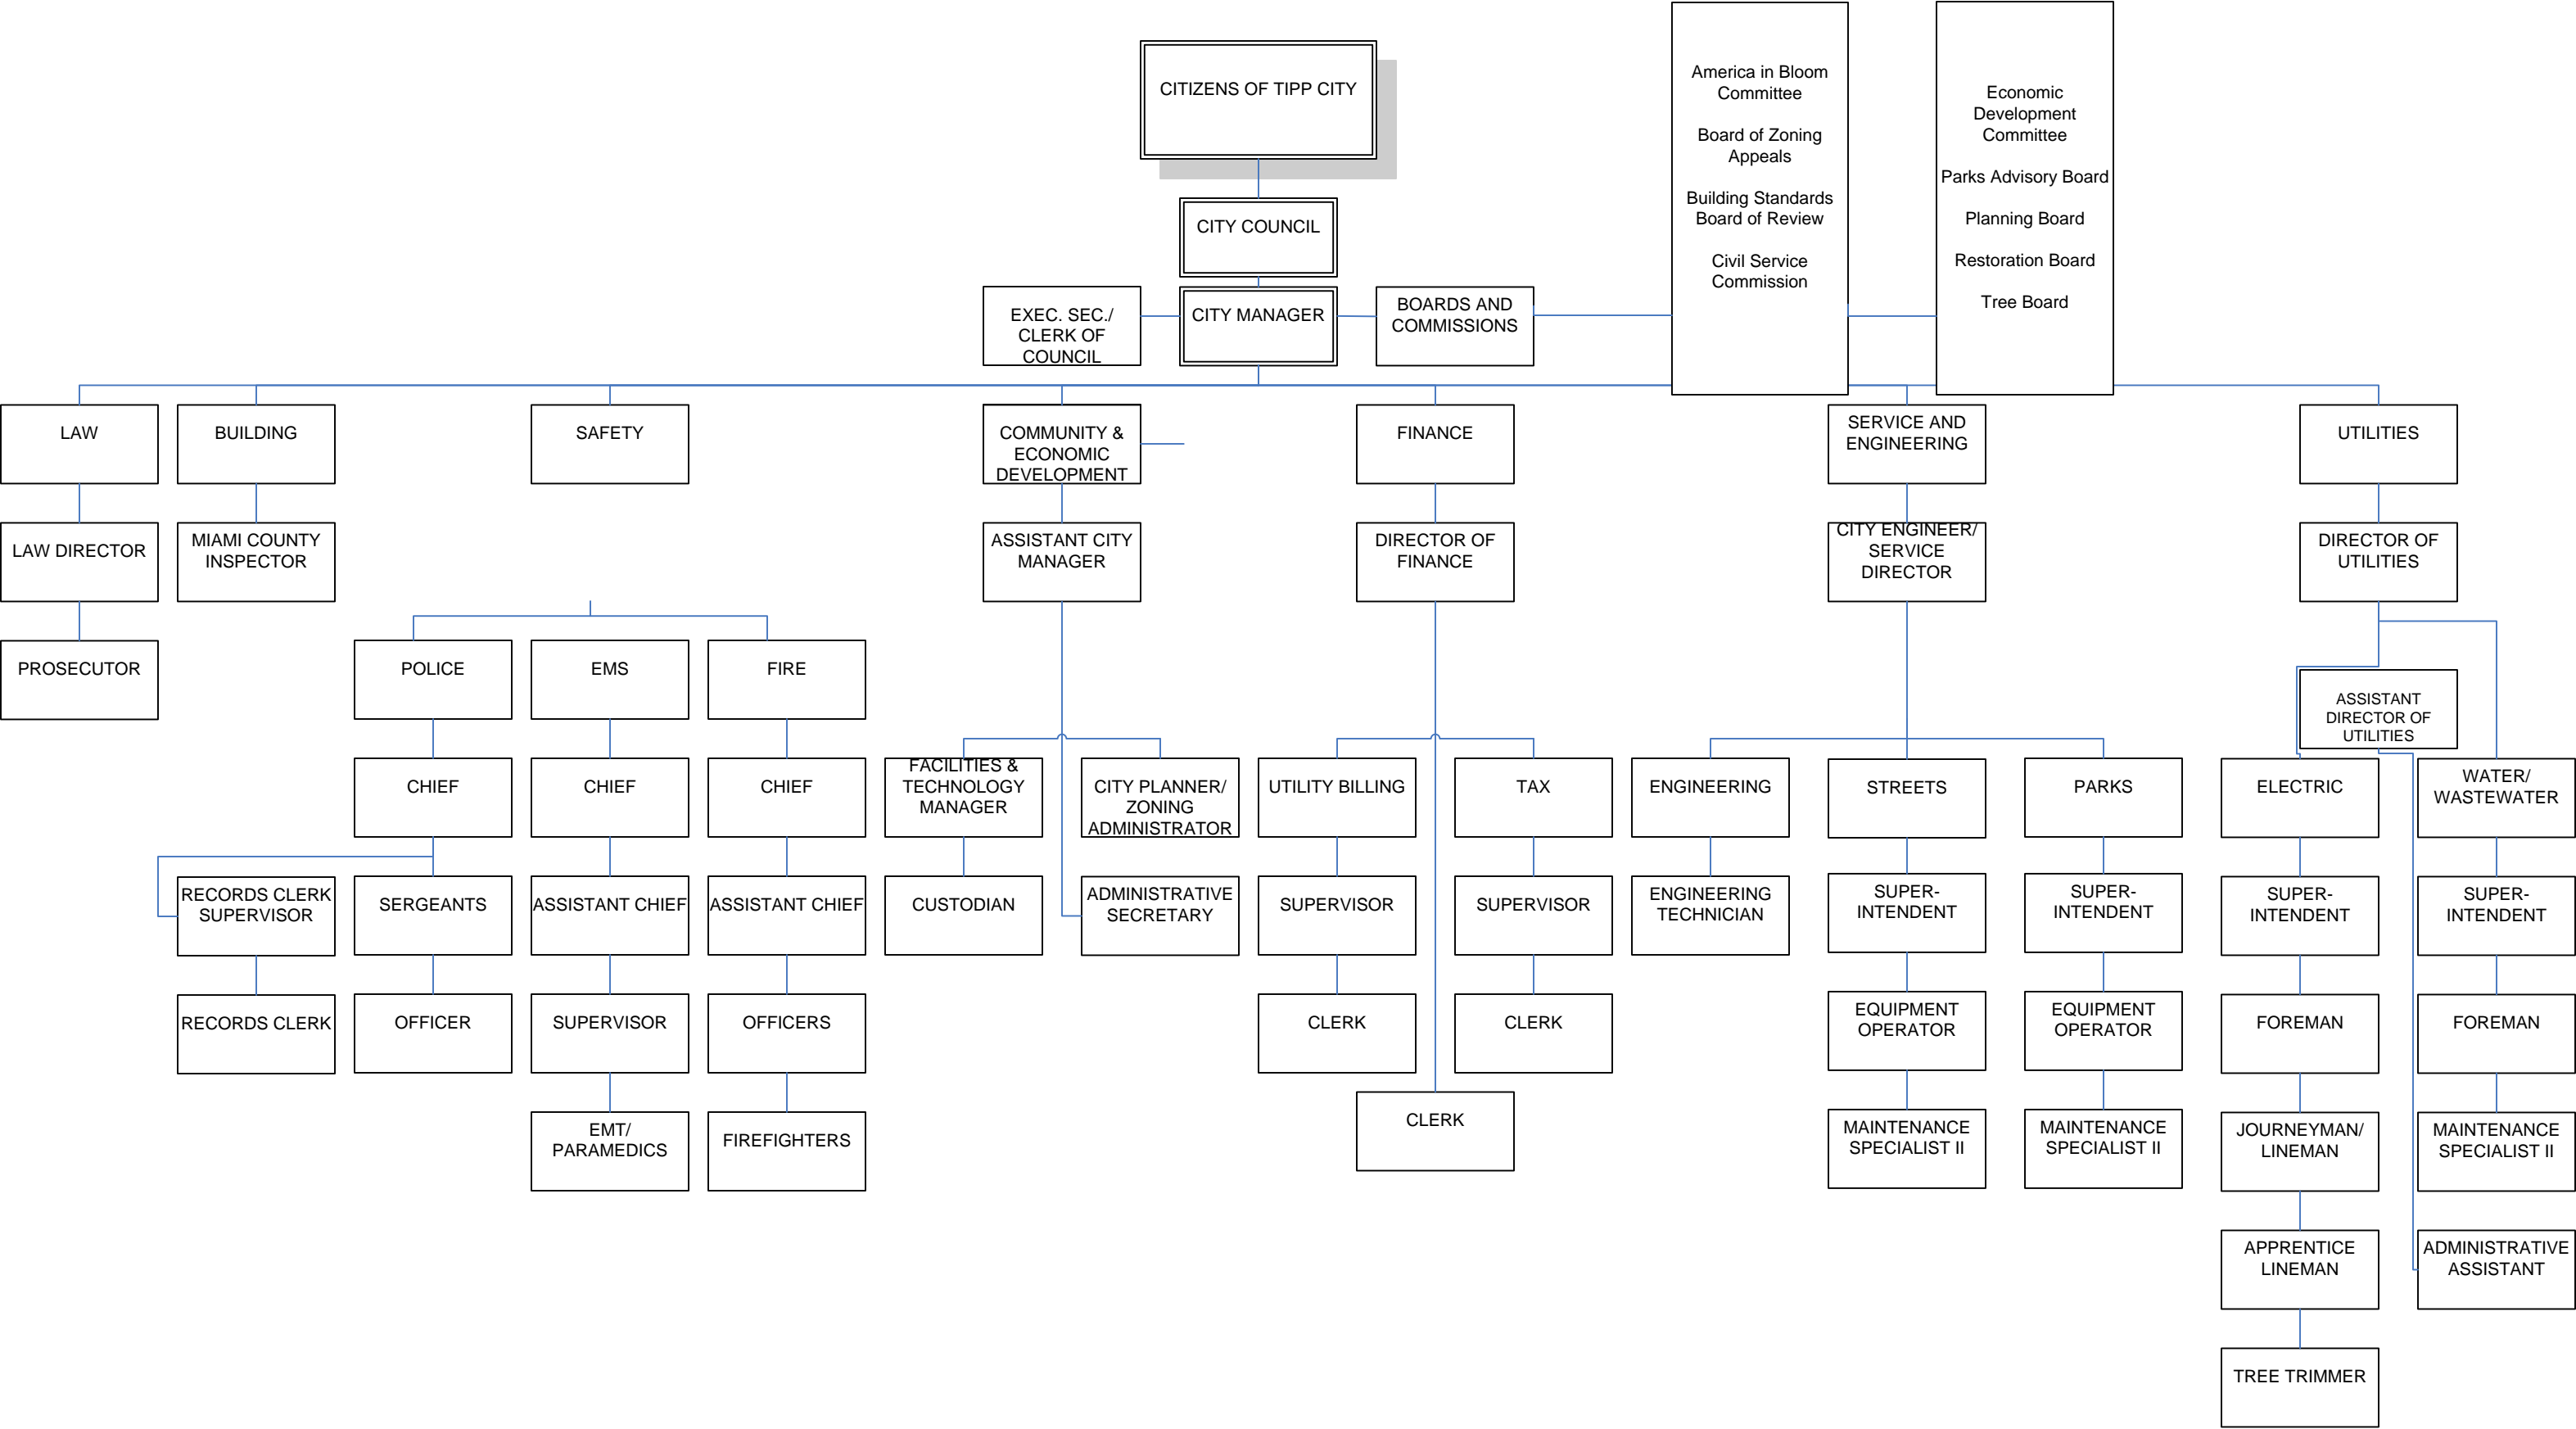 CITIZENS OF TIPP CITY
America in Bloom
Committee
Board of Zoning
Appeals
Building Standards
Board of Review
Civil Service
Commission
Economic
Development
Committee
Parks Advisory Board
Planning Board
Restoration Board
Tree Board
CITY COUNCIL
EXEC. SEC./
CLERK OF
COUNCIL
CITY MANAGER
BOARDS AND
COMMISSIONS
LAW
BUILDING
SAFETY
COMMUNITY &
ECONOMIC
DEVELOPMENT
FINANCE
SERVICE AND
ENGINEERING
UTILITIES
LAW DIRECTOR
MIAMI COUNTY
INSPECTOR
ASSISTANT CITY
MANAGER
DIRECTOR OF
FINANCE
CITY ENGINEER/
SERVICE
DIRECTOR
DIRECTOR OF
UTILITIES
PROSECUTOR
POLICE
EMS
FIRE
ASSISTANT
DIRECTOR OF
UTILITIES
CHIEF
CHIEF
CHIEF
FACILITIES &
TECHNOLOGY
MANAGER
CITY PLANNER/
ZONING
ADMINISTRATOR
UTILITY BILLING
TAX
ENGINEERING
STREETS
PARKS
ELECTRIC
WATER/
WASTEWATER
RECORDS CLERK
SUPERVISOR
SERGEANTS
ASSISTANT CHIEF
ASSISTANT CHIEF
CUSTODIAN
ADMINISTRATIVE
SECRETARY
SUPERVISOR
SUPERVISOR
ENGINEERING
TECHNICIAN
SUPER-
INTENDENT
SUPER-
INTENDENT
SUPER-
INTENDENT
SUPER-
INTENDENT
RECORDS CLERK
OFFICER
SUPERVISOR
OFFICERS
CLERK
CLERK
EQUIPMENT
OPERATOR
EQUIPMENT
OPERATOR
FOREMAN
FOREMAN
EMT/
PARAMEDICS
FIREFIGHTERS
CLERK
MAINTENANCE
SPECIALIST II
MAINTENANCE
SPECIALIST II
JOURNEYMAN/
LINEMAN
MAINTENANCE
SPECIALIST II
APPRENTICE
LINEMAN
ADMINISTRATIVE
ASSISTANT
TREE TRIMMER